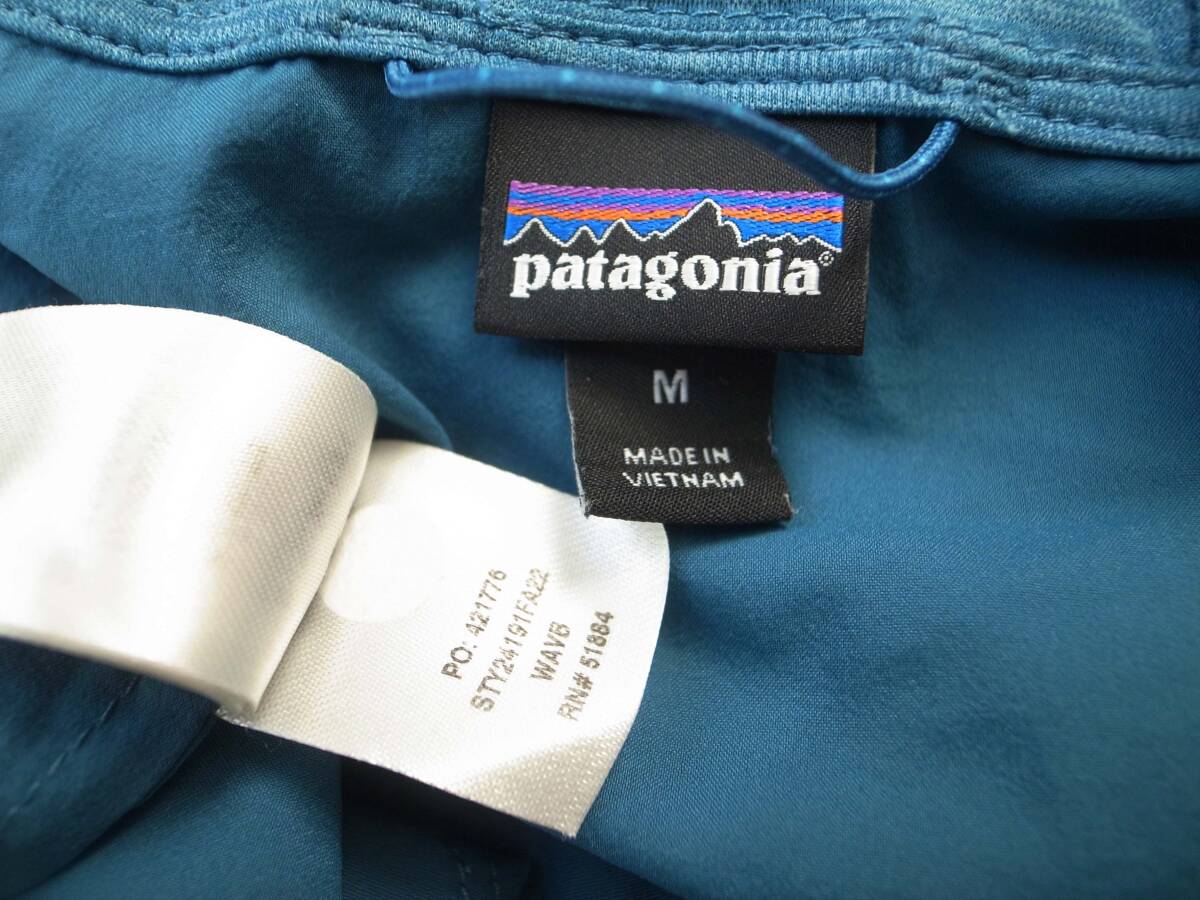 patagonia®
M
MADE IN
VIETNAM
PO: 421776
STY24191FA22
WAVB
RN# 51884